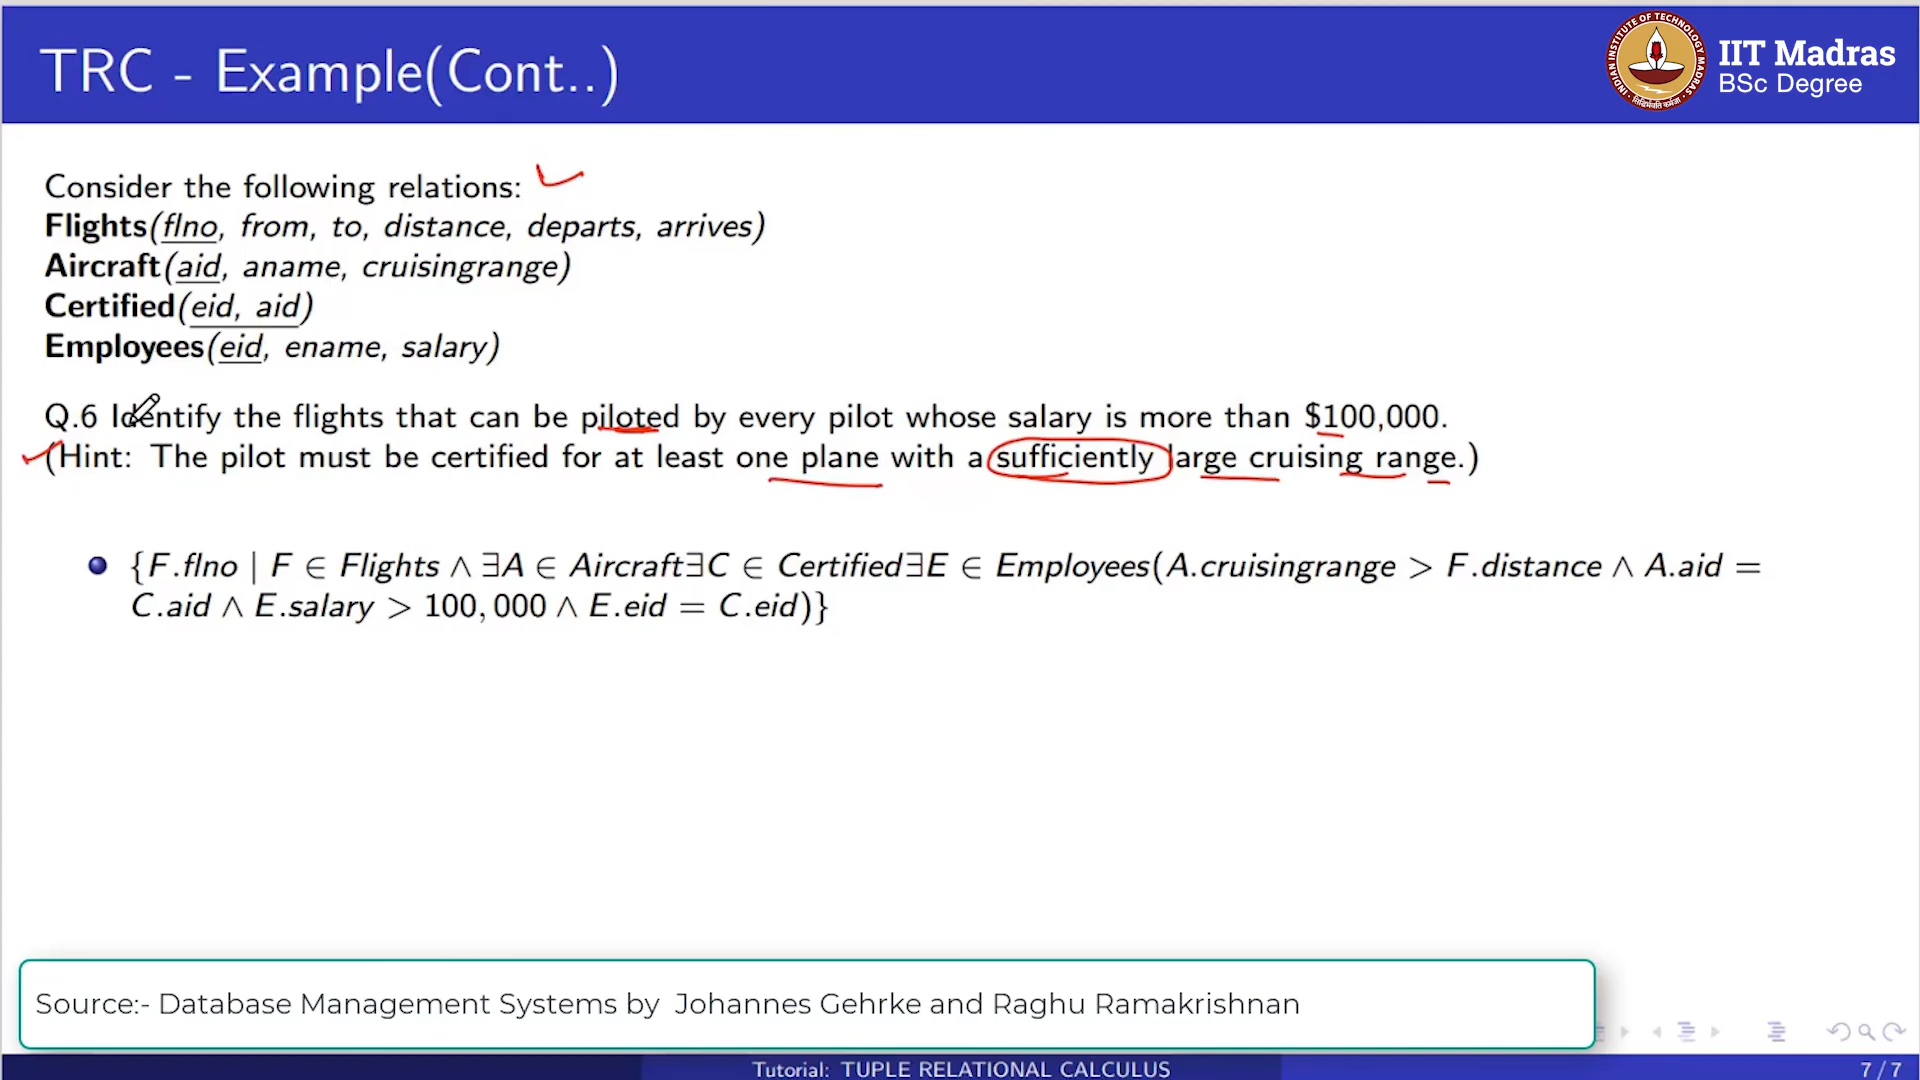 TRC - Example(Cont..)
IIT Madras
BSc Degree
Consider the following relations:
Flights(flno, from, to, distance, departs, arrives)
Aircraft(aid, aname, cruisingrange)
Certified(eid, aid)
Employees(eid, ename, salary)
Q.6 Identify the flights that can be piloted by every pilot whose salary is more than $100,000.
(Hint: The pilot must be certified for at least one plane with a sufficiently large cruising range.)
{F.flno | F ∈ Flights ∧ ∃A ∈ Aircraft∃C ∈ Certified∃E ∈ Employees(A.cruisingrange > F.distance ∧ A.aid =
C.aid ∧ E.salary > 100, 000 ∧ E.eid = C.eid)}
Source:- Database Management Systems by Johannes Gehrke and Raghu Ramakrishnan
Tutorial: TUPLE RELATIONAL CALCULUS
7 / 7